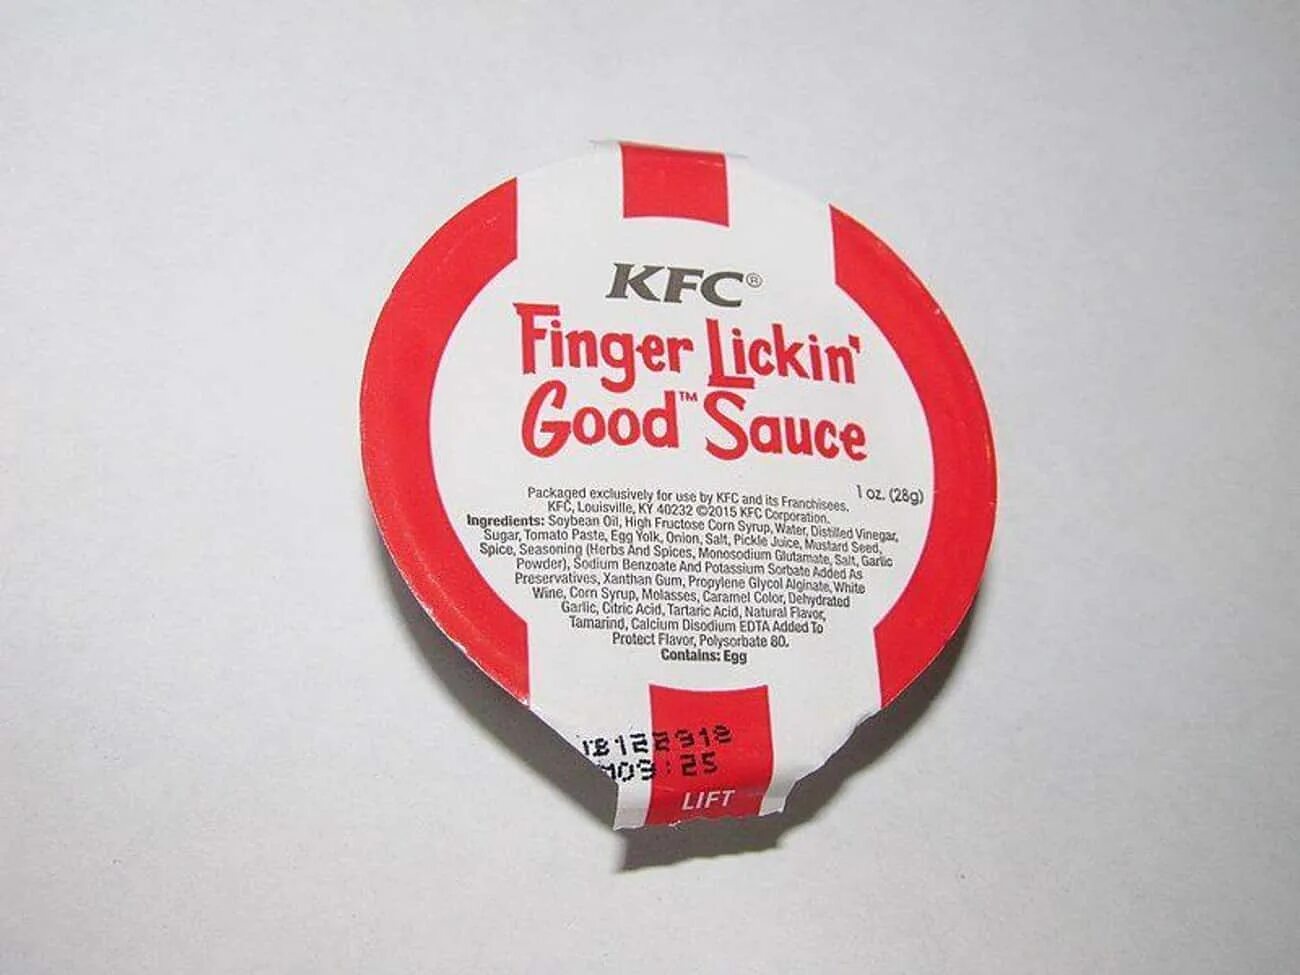 KFC®
Finger Lickin'
Good™ Sauce
1 oz. (28g)
Packaged exclusively for use by KFC and its Franchisees.
KFC, Louisville, KY 40232 ©2015 KFC Corporation.
Ingredients: Soybean Oil, High Fructose Corn Syrup, Water, Distilled Vinegar,
Sugar, Tomato Paste, Egg Yolk, Onion, Salt, Pickle Juice, Mustard Seed,
Spice, Seasoning (Herbs And Spices, Monosodium Glutamate, Salt, Garlic
Powder), Sodium Benzoate And Potassium Sorbate Added As
Preservatives, Xanthan Gum, Propylene Glycol Alginate, White
Wine, Corn Syrup, Molasses, Caramel Color, Dehydrated
Garlic, Citric Acid, Tartaric Acid, Natural Flavor,
Tamarind, Calcium Disodium EDTA Added To
Protect Flavor, Polysorbate 80.
Contains: Egg
09:25
LIFT